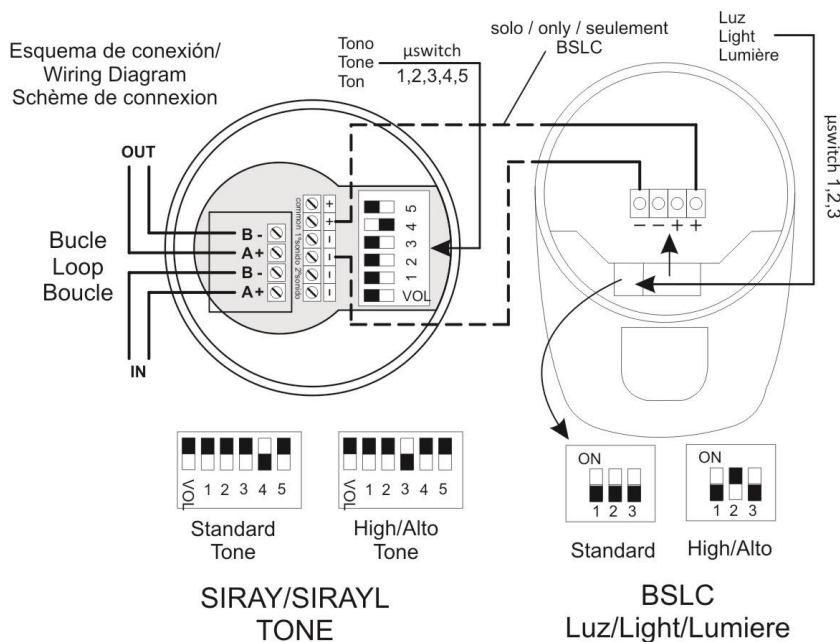 Esquema de conexión/
Wiring Diagram
Schème de connexion
Tono
Tone
Ton
µswitch
1,2,3,4,5
solo / only / seulement
BSLC
Luz
Light
Lumière
µswitch 1,2,3
OUT
Bucle
Loop
Boucle
IN
B -
A+
B -
A+
common 1ºsonido 2ºsonido
+
+
–
–
–
–
5
4
3
2
1
VOL
– – + +
VOL 1 2 3 4 5
Standard
Tone
VOL 1 2 3 4 5
High/Alto
Tone
ON
1 2 3
Standard
ON
1 2 3
High/Alto
SIRAY/SIRAYL
TONE
BSLC
Luz/Light/Lumiere